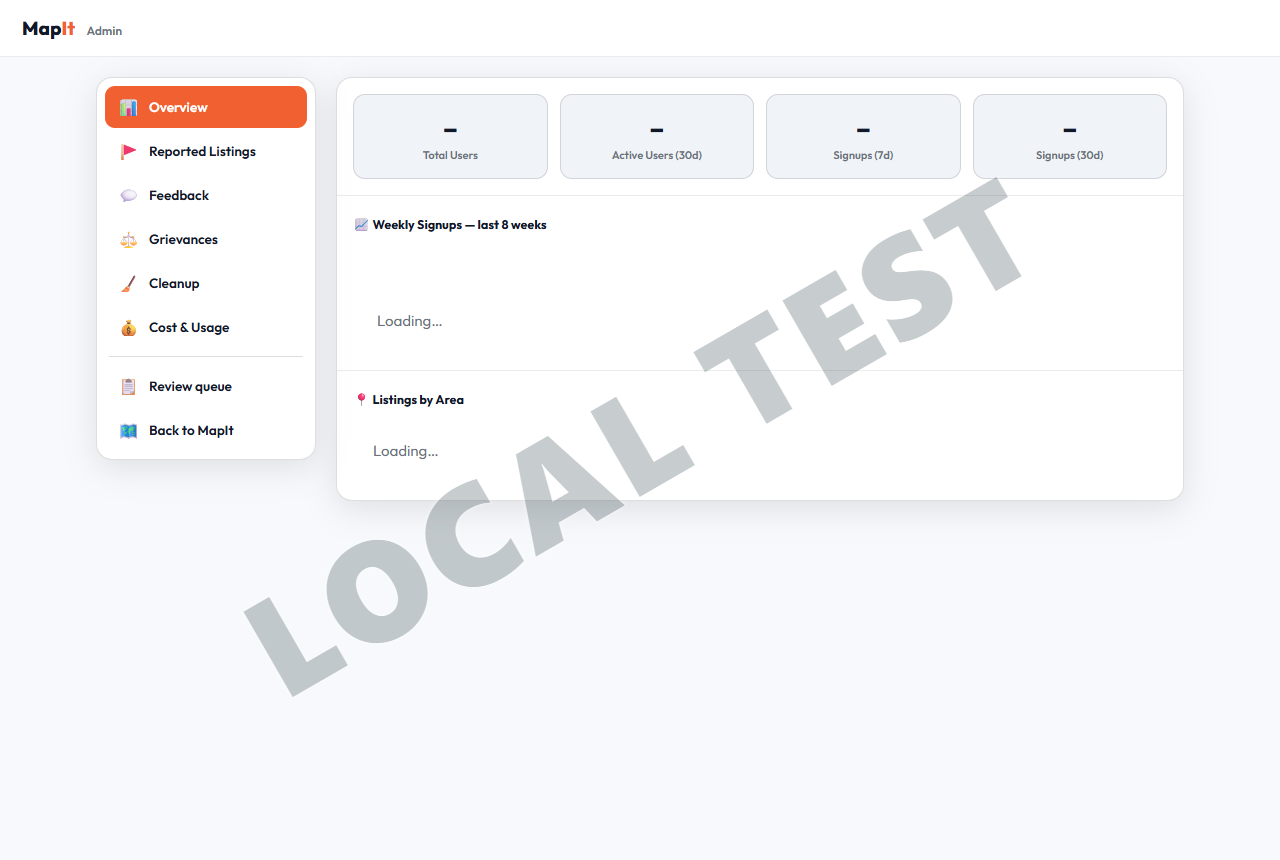 MapIt Admin
Overview
Reported Listings
Feedback
Grievances
Cleanup
Cost & Usage
Review queue
Back to MapIt
–
Total Users
–
Active Users (30d)
–
Signups (7d)
–
Signups (30d)
Weekly Signups — last 8 weeks
Loading...
Listings by Area
Loading...
LOCAL TEST